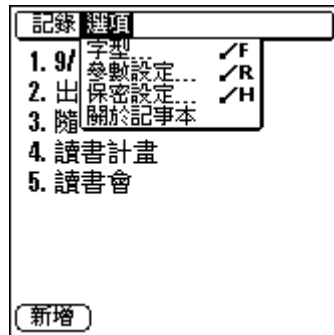 記錄 選項
字型... ✓F
參數設定... ✓R
保密設定... ✓H
關於記事本
1. 9/
2. 出
3. 隨
4. 讀書計畫
5. 讀書會
新增